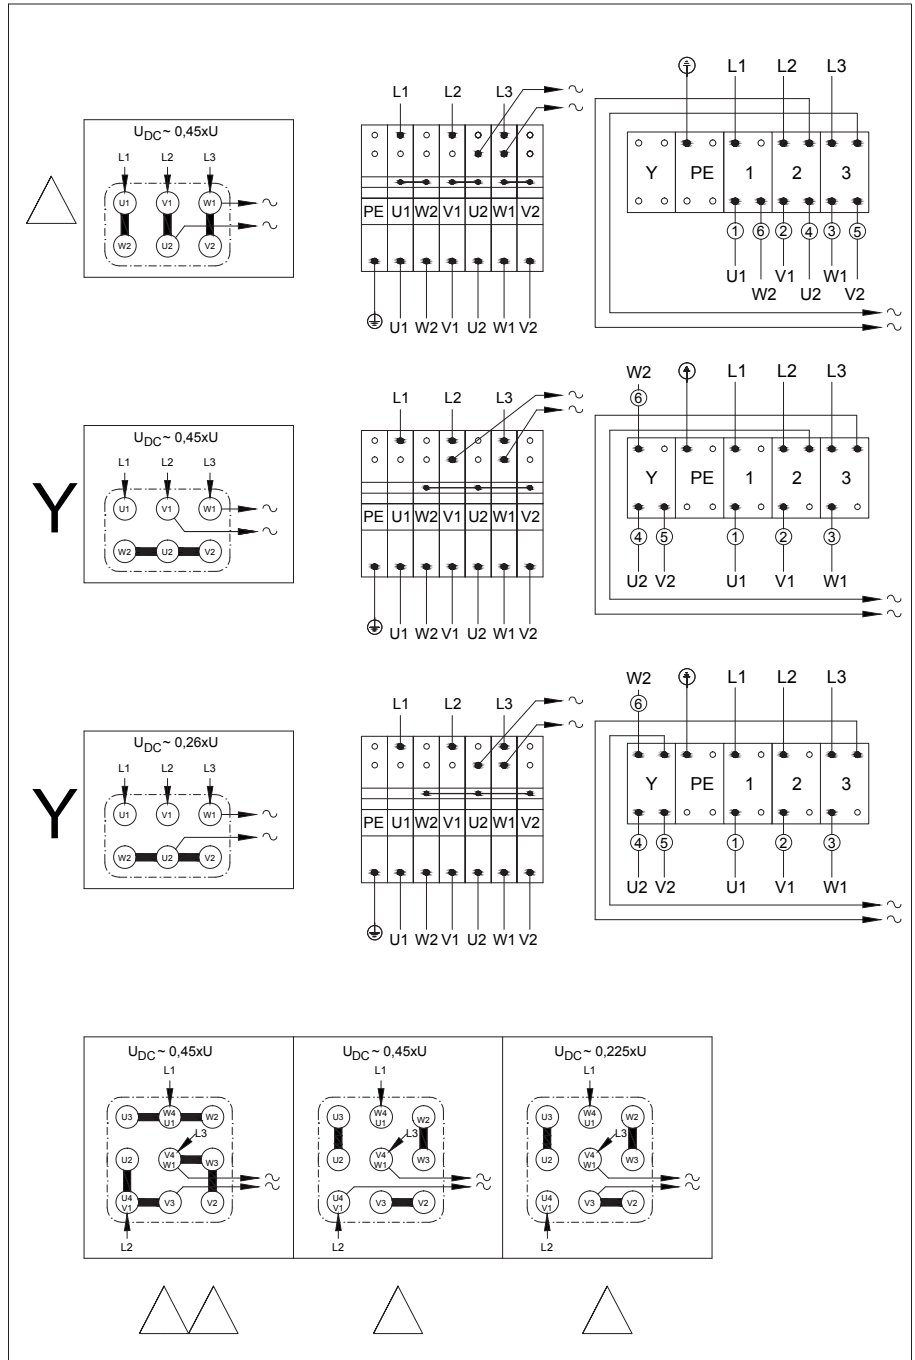 U_DC ~ 0,45xU
L1 L2 L3
U1 V1 W1 ~
~
W2 U2 V2
L1 L2 L3 ~
~
PE U1 W2 V1 U2 W1 V2
U1 W2 V1 U2 W1 V2
L1 L2 L3
Y PE 1 2 3
1 6 2 4 3 5
U1 V1 W1
W2 U2 V2
~
~
Y
U_DC ~ 0,45xU
L1 L2 L3
U1 V1 W1 ~
~
W2 U2 V2
L1 L2 L3 ~
~
PE U1 W2 V1 U2 W1 V2
U1 W2 V1 U2 W1 V2
W2 L1 L2 L3
6
Y PE 1 2 3
4 5 1 2 3
U2 V2 U1 V1 W1
~
~
Y
U_DC ~ 0,26xU
L1 L2 L3
U1 V1 W1 ~
~
W2 U2 V2
L1 L2 L3 ~
~
PE U1 W2 V1 U2 W1 V2
U1 W2 V1 U2 W1 V2
W2 L1 L2 L3
6
Y PE 1 2 3
4 5 1 2 3
U2 V2 U1 V1 W1
~
~
U_DC ~ 0,45xU
L1
U3 W4 U1 W2
L3
U2 V4 W1 W3
~
~
U4 V1 V3 V2
L2
U_DC ~ 0,45xU
L1
U3 W4 U1 W2
L3
U2 V4 W1 W3
~
~
U4 V1 V3 V2
L2
U_DC ~ 0,225xU
L1
U3 W4 U1 W2
L3
U2 V4 W1 W3
~
~
U4 V1 V3 V2
L2